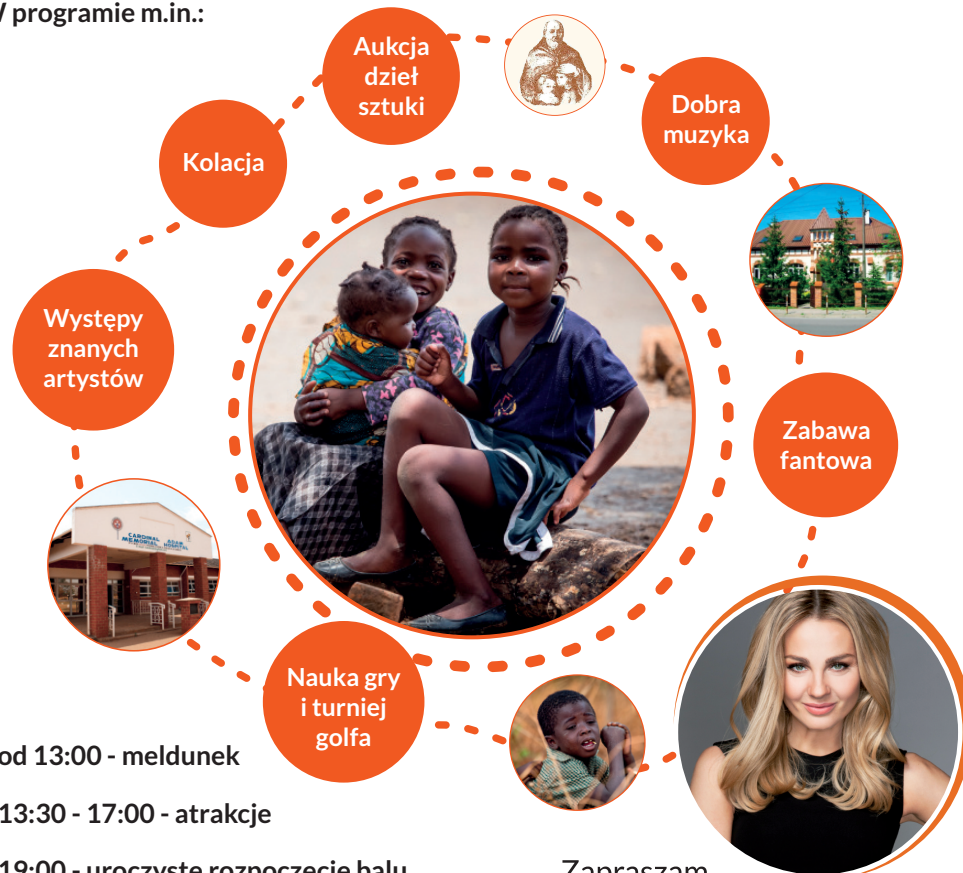 W programie m.in.:
Aukcja
dzieł
sztuki
Dobra
muzyka
Kolacja
Występy
znanych
artystów
Zabawa
fantowa
CARDINAL ADAM
MEMORIAL HOSPITAL
Nauka gry
i turniej
golfa
od 13:00 - meldunek
13:30 - 17:00 - atrakcje
19:00 - uroczyste rozpoczęcie balu
Zapraszam